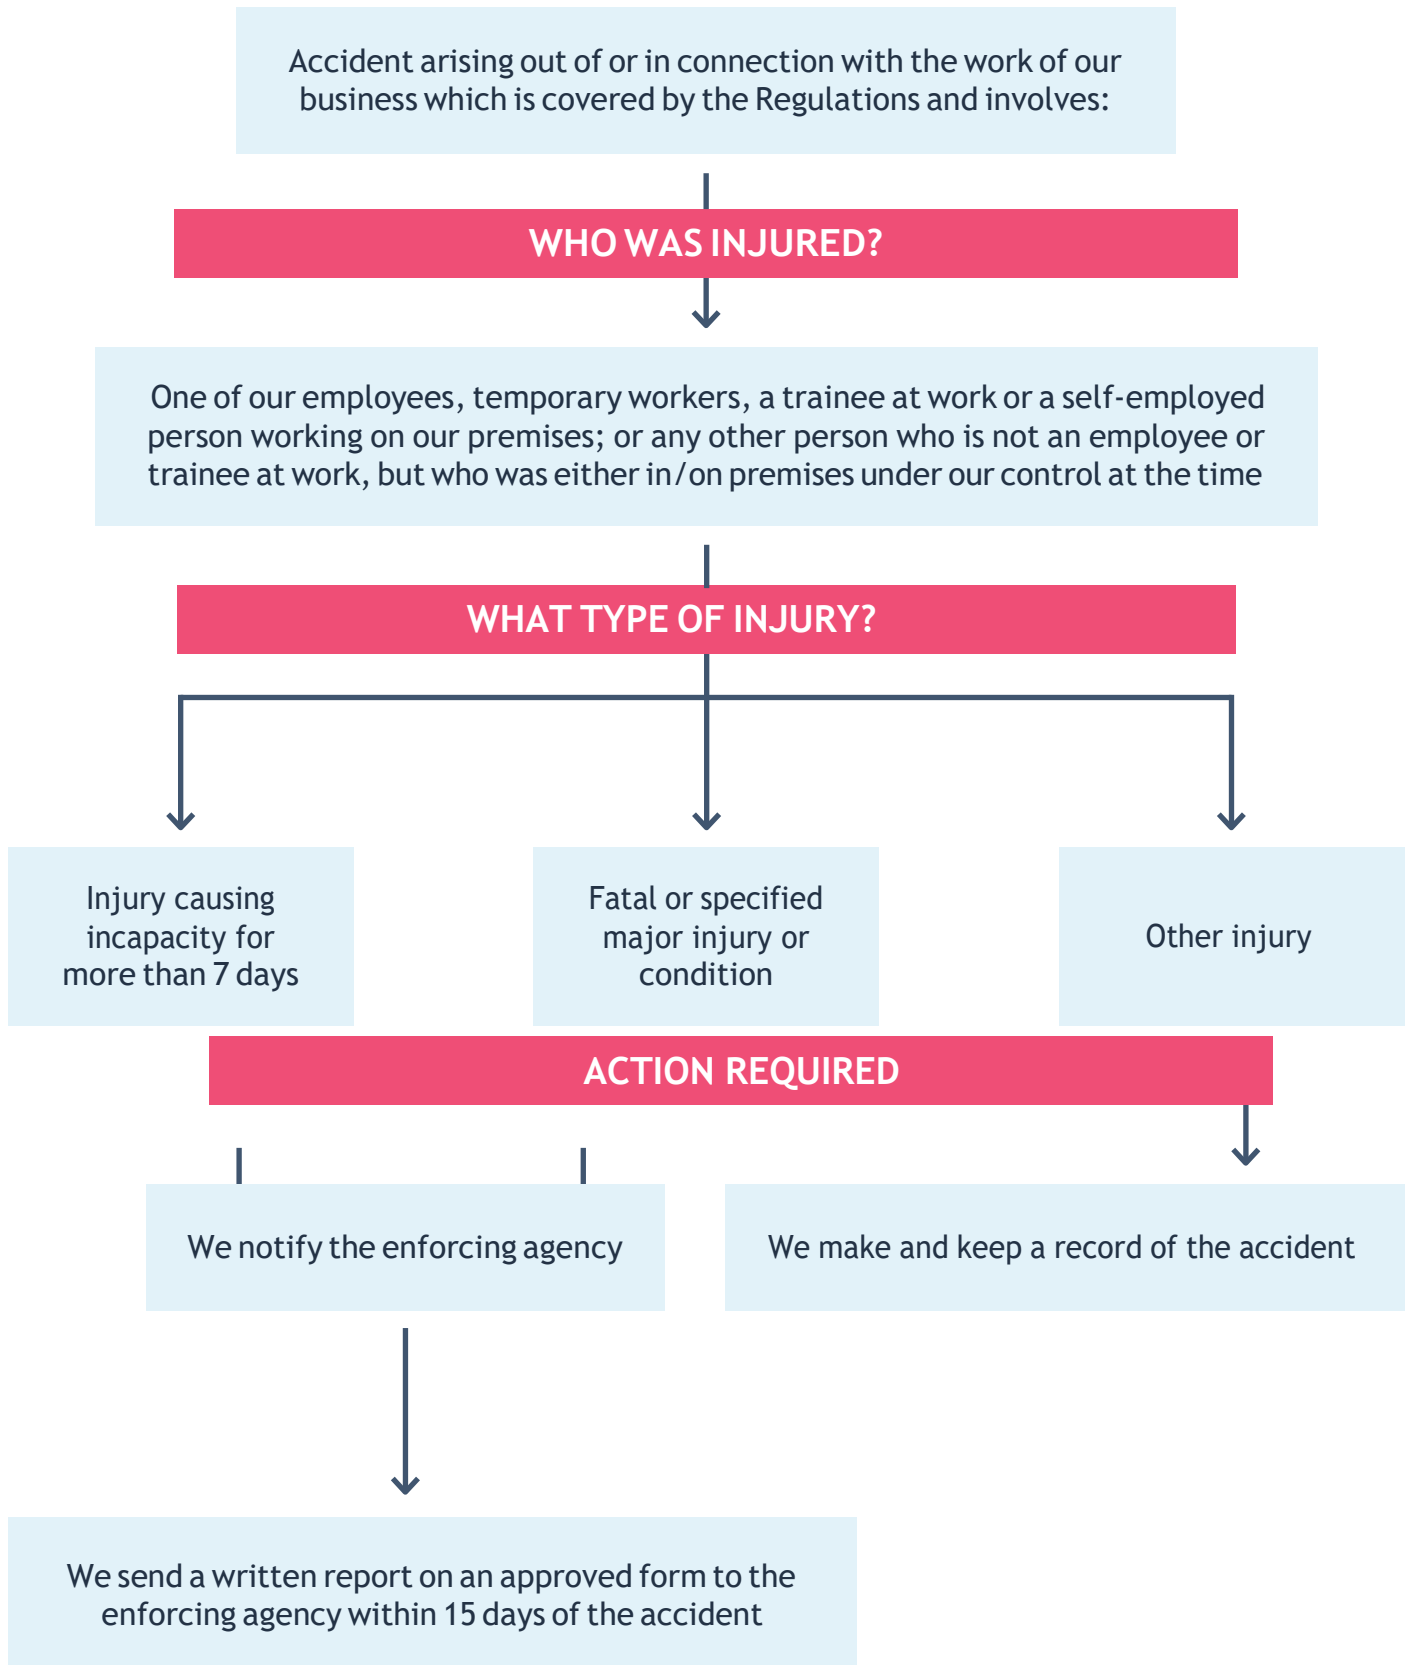 Accident arising out of or in connection with the work of our
business which is covered by the Regulations and involves:
WHO WAS INJURED?
One of our employees, temporary workers, a trainee at work or a self-employed
person working on our premises; or any other person who is not an employee or
trainee at work, but who was either in/on premises under our control at the time
WHAT TYPE OF INJURY?
Injury causing
incapacity for
more than 7 days
Fatal or specified
major injury or
condition
Other injury
ACTION REQUIRED
We notify the enforcing agency
We make and keep a record of the accident
We send a written report on an approved form to the
enforcing agency within 15 days of the accident